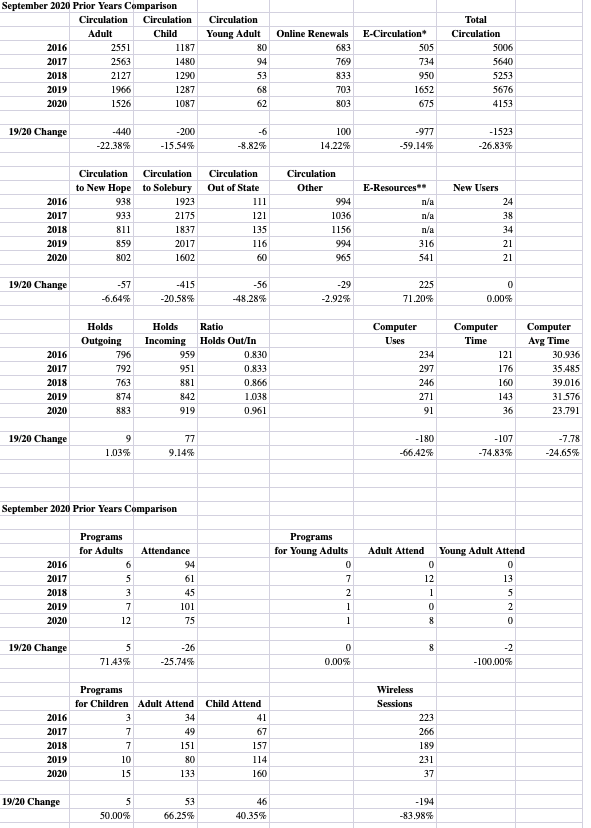 September 2020 Prior Years Comparison
Circulation Circulation Circulation Total
Adult Child Young Adult Online Renewals E-Circulation* Circulation
2016 2551 1187 80 683 505 5006
2017 2563 1480 94 769 734 5640
2018 2127 1290 53 833 950 5253
2019 1966 1287 68 703 1652 5676
2020 1526 1087 62 803 675 4153
19/20 Change -440 -200 -6 100 -977 -1523
-22.38% -15.54% -8.82% 14.22% -59.14% -26.83%
Circulation Circulation Circulation Circulation
to New Hope to Solebury Out of State Other E-Resources** New Users
2016 938 1923 111 994 n/a 24
2017 933 2175 121 1036 n/a 38
2018 811 1837 135 1156 n/a 34
2019 859 2017 116 994 316 21
2020 802 1602 60 965 541 21
19/20 Change -57 -415 -56 -29 225 0
-6.64% -20.58% -48.28% -2.92% 71.20% 0.00%
Holds Holds Ratio Computer Computer Computer
Outgoing Incoming Holds Out/In Uses Time Avg Time
2016 796 959 0.830 234 121 30.936
2017 792 951 0.833 297 176 35.485
2018 763 881 0.866 246 160 39.016
2019 874 842 1.038 271 143 31.576
2020 883 919 0.961 91 36 23.791
19/20 Change 9 77 -180 -107 -7.78
1.03% 9.14% -66.42% -74.83% -24.65%
September 2020 Prior Years Comparison
Programs Programs
for Adults Attendance for Young Adults Adult Attend Young Adult Attend
2016 6 94 0 0 0
2017 5 61 7 12 13
2018 3 45 2 1 5
2019 7 101 1 0 2
2020 12 75 1 8 0
19/20 Change 5 -26 0 8 -2
71.43% -25.74% 0.00% -100.00%
Programs Wireless
for Children Adult Attend Child Attend Sessions
2016 3 34 41 223
2017 7 49 67 266
2018 7 151 157 189
2019 10 80 114 231
2020 15 133 160 37
19/20 Change 5 53 46 -194
50.00% 66.25% 40.35% -83.98%